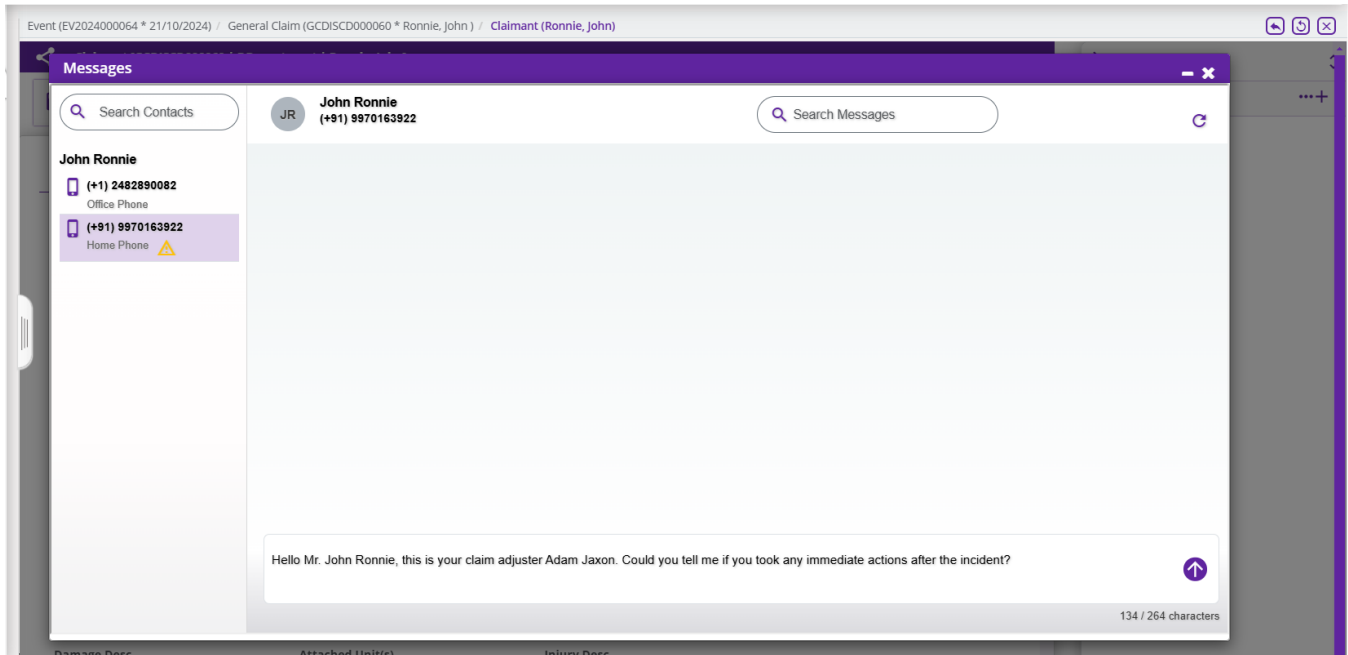 Event (EV2024000064 * 21/10/2024) / General Claim (GCDISCD000060 * Ronnie, John ) / Claimant (Ronnie, John)
Messages
Search Contacts
John Ronnie
(+1) 2482890082
Office Phone
(+91) 9970163922
Home Phone
JR
John Ronnie
(+91) 9970163922
Search Messages
Hello Mr. John Ronnie, this is your claim adjuster Adam Jaxon. Could you tell me if you took any immediate actions after the incident?
134 / 264 characters
Damage Desc Attached Unit(s) Injury Desc